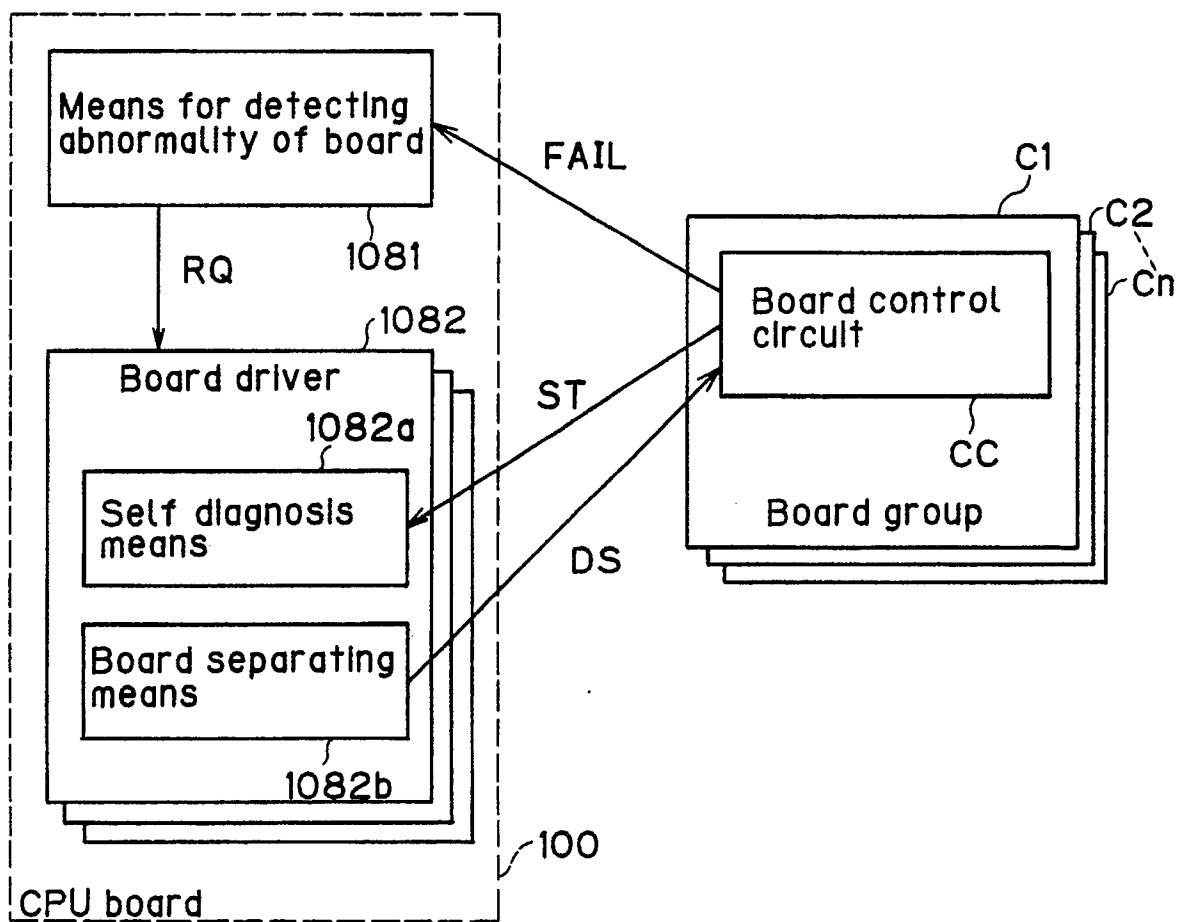 Means for detecting
abnormality of board
1081
FAIL
RQ
C1
C2
Cn
Board control
circuit
CC
Board group
1082
Board driver
1082a
Self diagnosis
means
ST
DS
Board separating
means
1082b
100
CPU board